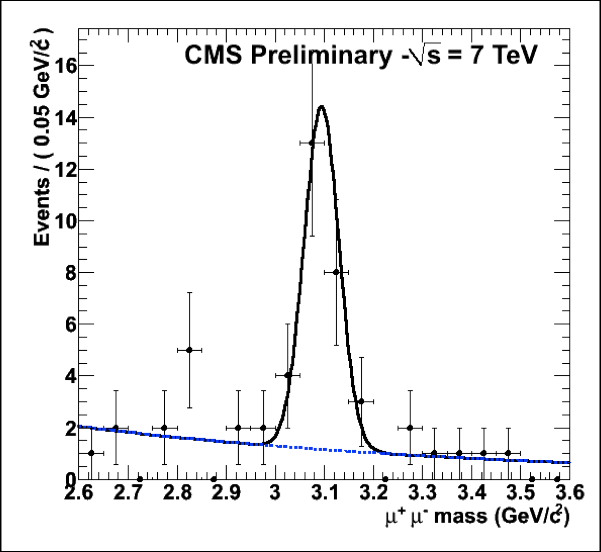 CMS Preliminary -√s = 7 TeV
Events / ( 0.05 GeV/c² )
16
14
12
10
8
6
4
2
0
2.6 2.7 2.8 2.9 3 3.1 3.2 3.3 3.4 3.5 3.6
μ⁺ μ⁻ mass (GeV/c²)